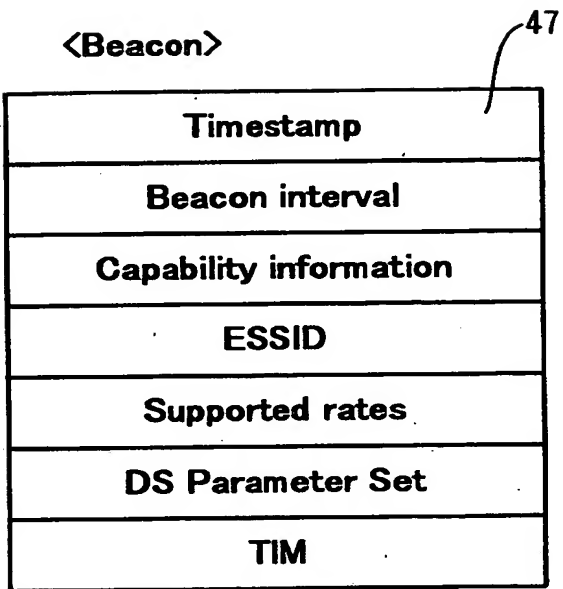 <Beacon>
47
Timestamp
Beacon interval
Capability information
ESSID
Supported rates
DS Parameter Set
TIM